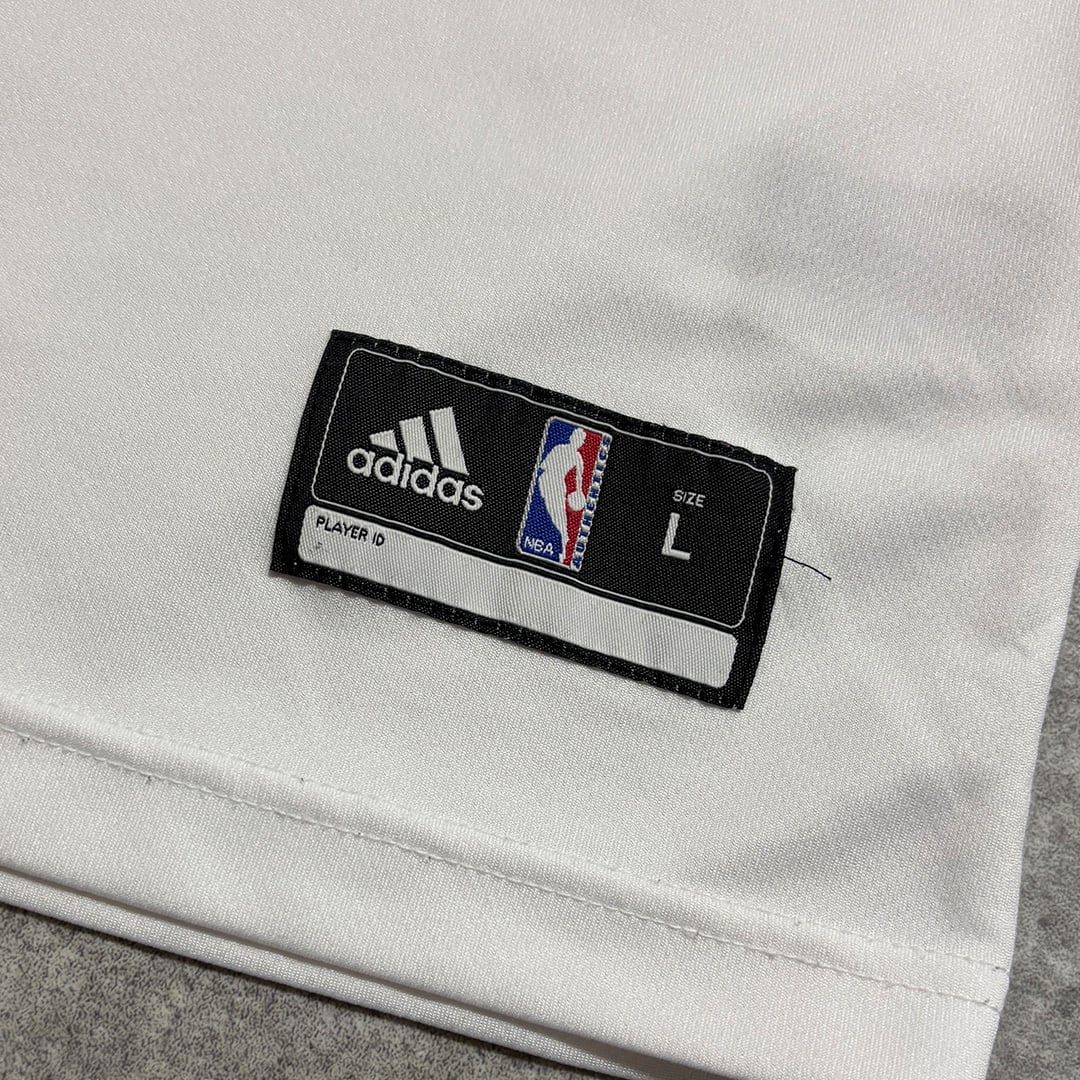 adidas
NBA
AUTHENTICS
SIZE
L
PLAYER ID